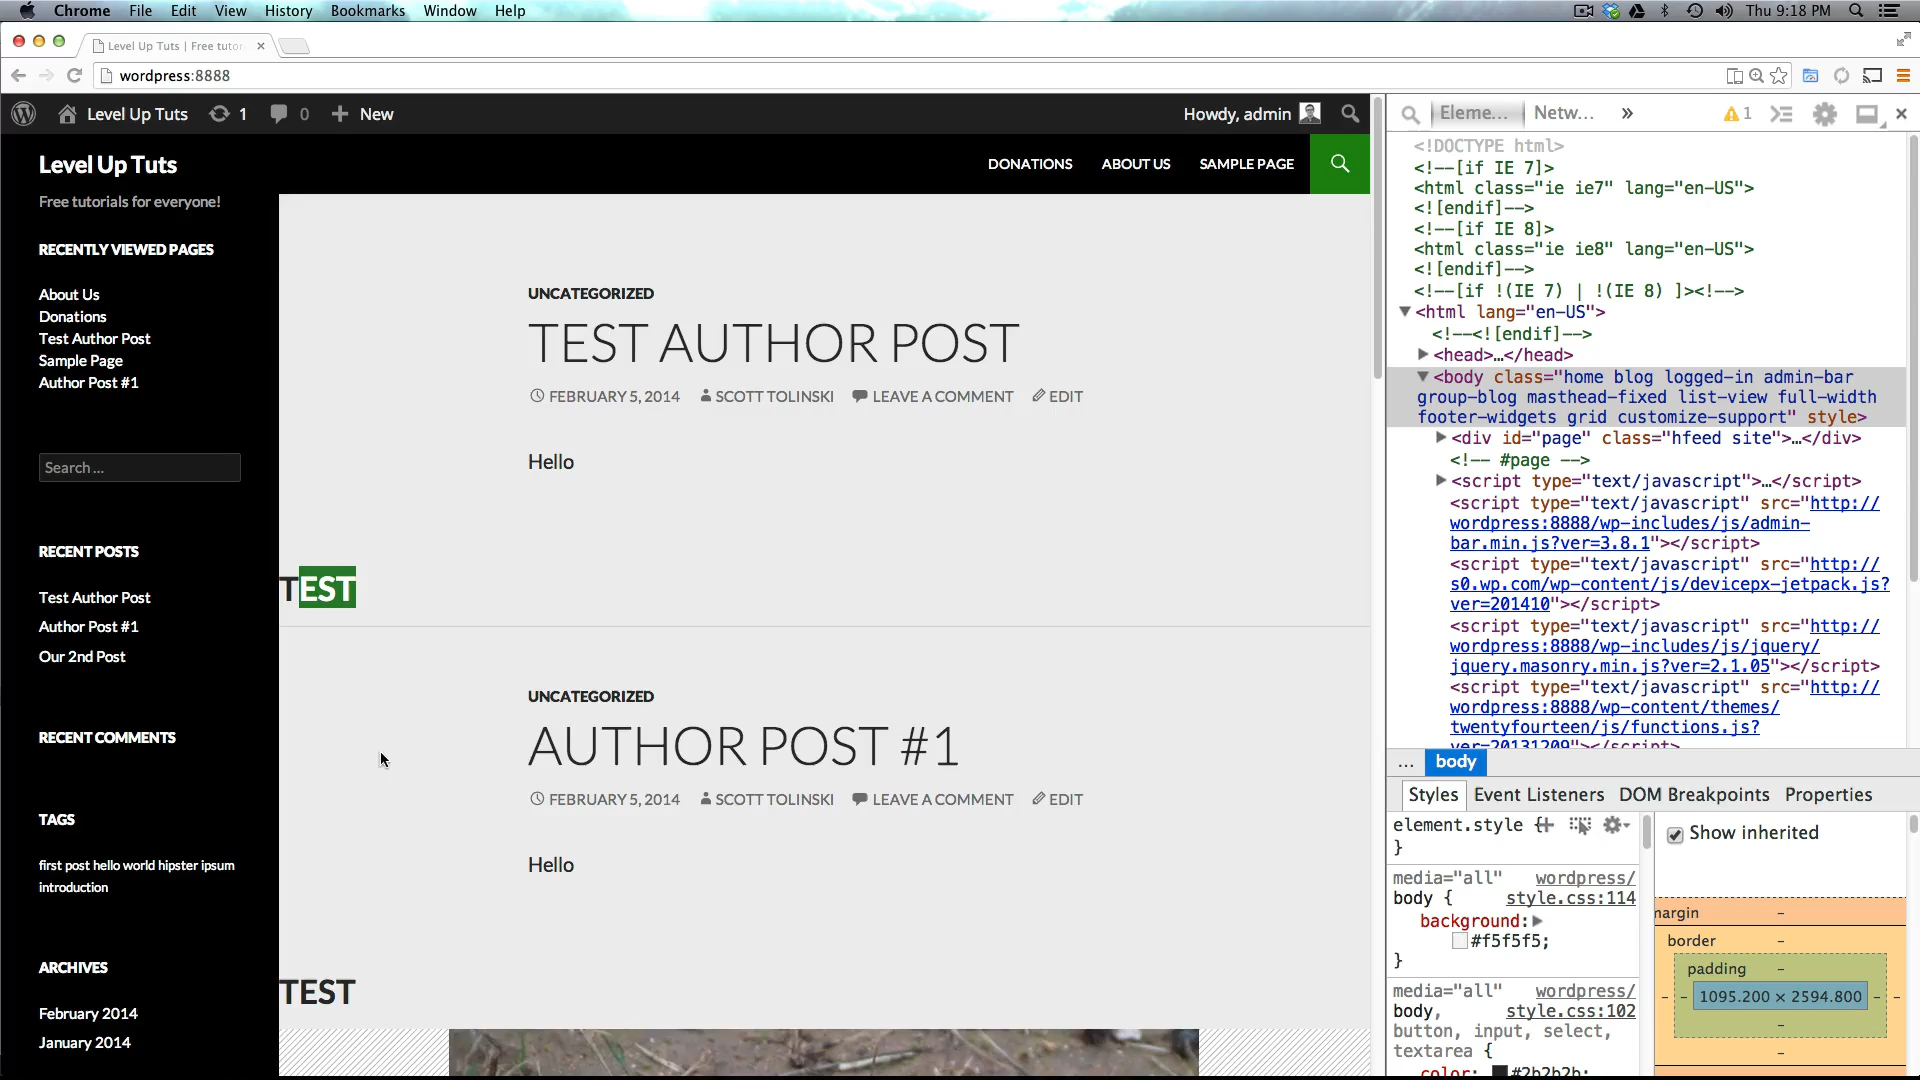 Chrome File Edit View History Bookmarks Window Help Thu 9:18 PM
Level Up Tuts | Free tutor
wordpress:8888
Level Up Tuts 1 0 New Howdy, admin
Level Up Tuts
DONATIONS ABOUT US SAMPLE PAGE
Free tutorials for everyone!
RECENTLY VIEWED PAGES
About Us
Donations
Test Author Post
Sample Page
Author Post #1
Search ...
RECENT POSTS
Test Author Post
Author Post #1
Our 2nd Post
RECENT COMMENTS
TAGS
first post hello world hipster ipsum
introduction
ARCHIVES
February 2014
January 2014
UNCATEGORIZED
TEST AUTHOR POST
FEBRUARY 5, 2014 SCOTT TOLINSKI LEAVE A COMMENT EDIT
Hello
TEST
UNCATEGORIZED
AUTHOR POST #1
FEBRUARY 5, 2014 SCOTT TOLINSKI LEAVE A COMMENT EDIT
Hello
TEST
Eleme... Netw... » 1
<!DOCTYPE html>
<!--[if IE 7]>
<html class="ie ie7" lang="en-US">
<![endif]-->
<!--[if IE 8]>
<html class="ie ie8" lang="en-US">
<![endif]-->
<!--[if !(IE 7) | !(IE 8) ]><!-->
<html lang="en-US">
<!--<![endif]-->
<head>…</head>
<body class="home blog logged-in admin-bar
group-blog masthead-fixed list-view full-width
footer-widgets grid customize-support" style>
<div id="page" class="hfeed site">…</div>
<!-- #page -->
<script type="text/javascript">…</script>
<script type="text/javascript" src="http://
wordpress:8888/wp-includes/js/admin-
bar.min.js?ver=3.8.1"></script>
<script type="text/javascript" src="http://
s0.wp.com/wp-content/js/devicepx-jetpack.js?
ver=201410"></script>
<script type="text/javascript" src="http://
wordpress:8888/wp-includes/js/jquery/
jquery.masonry.min.js?ver=2.1.05"></script>
<script type="text/javascript" src="http://
wordpress:8888/wp-content/themes/
twentyfourteen/js/functions.js?
ver=20131209"></script>
... body
Styles Event Listeners DOM Breakpoints Properties
element.style {
}
media="all" wordpress/
body { style.css:114
background:
#f5f5f5;
}
media="all" wordpress/
body, style.css:102
button, input, select,
textarea {
color: #2b2b2b;
Show inherited
margin –
border –
padding –
– – 1095.200 × 2594.800 – –
–
–